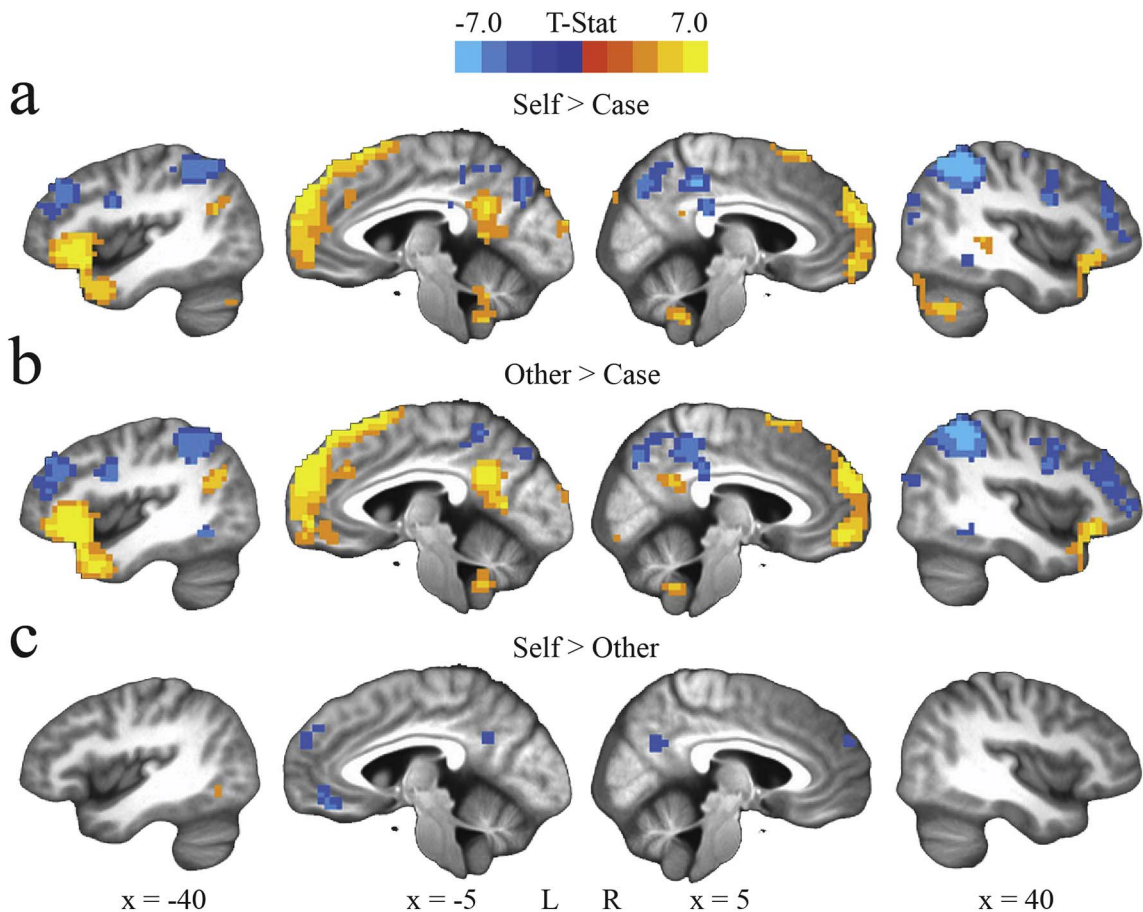 -7.0 T-Stat 7.0
a
Self > Case
b
Other > Case
c
Self > Other
x = -40 x = -5 L R x = 5 x = 40